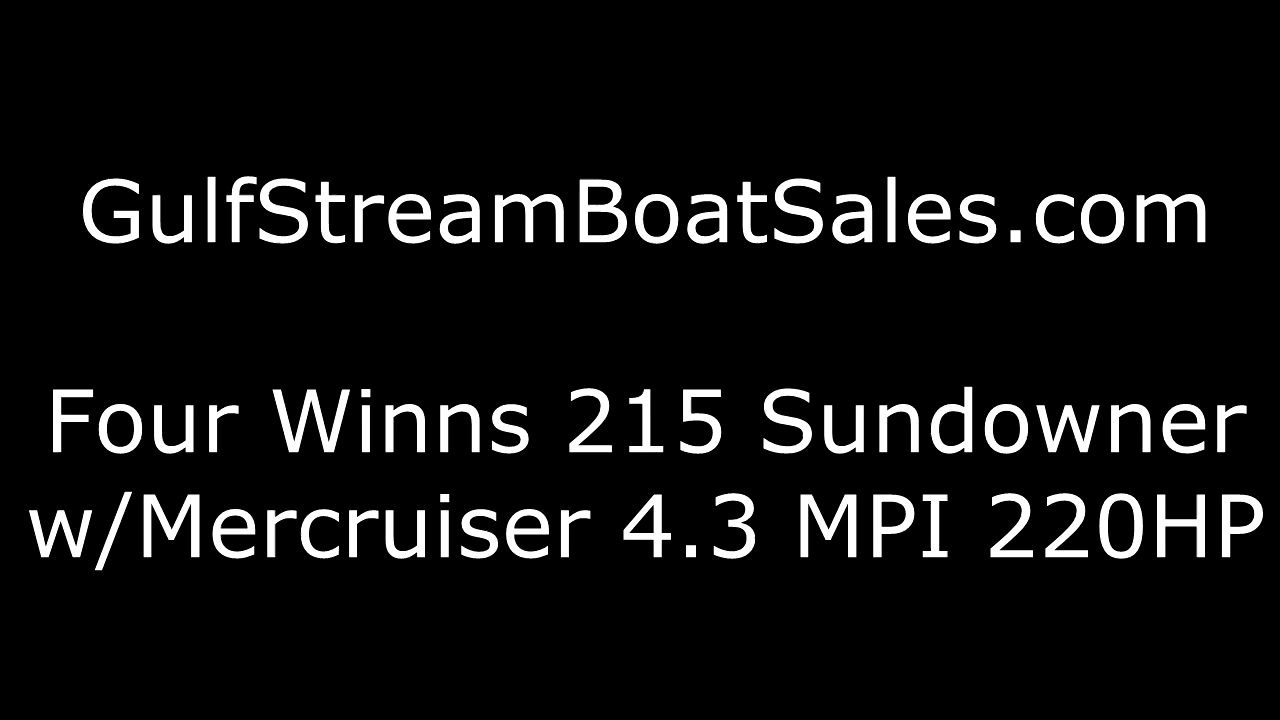 GulfStreamBoatSales.com
Four Winns 215 Sundowner
w/Mercruiser 4.3 MPI 220HP